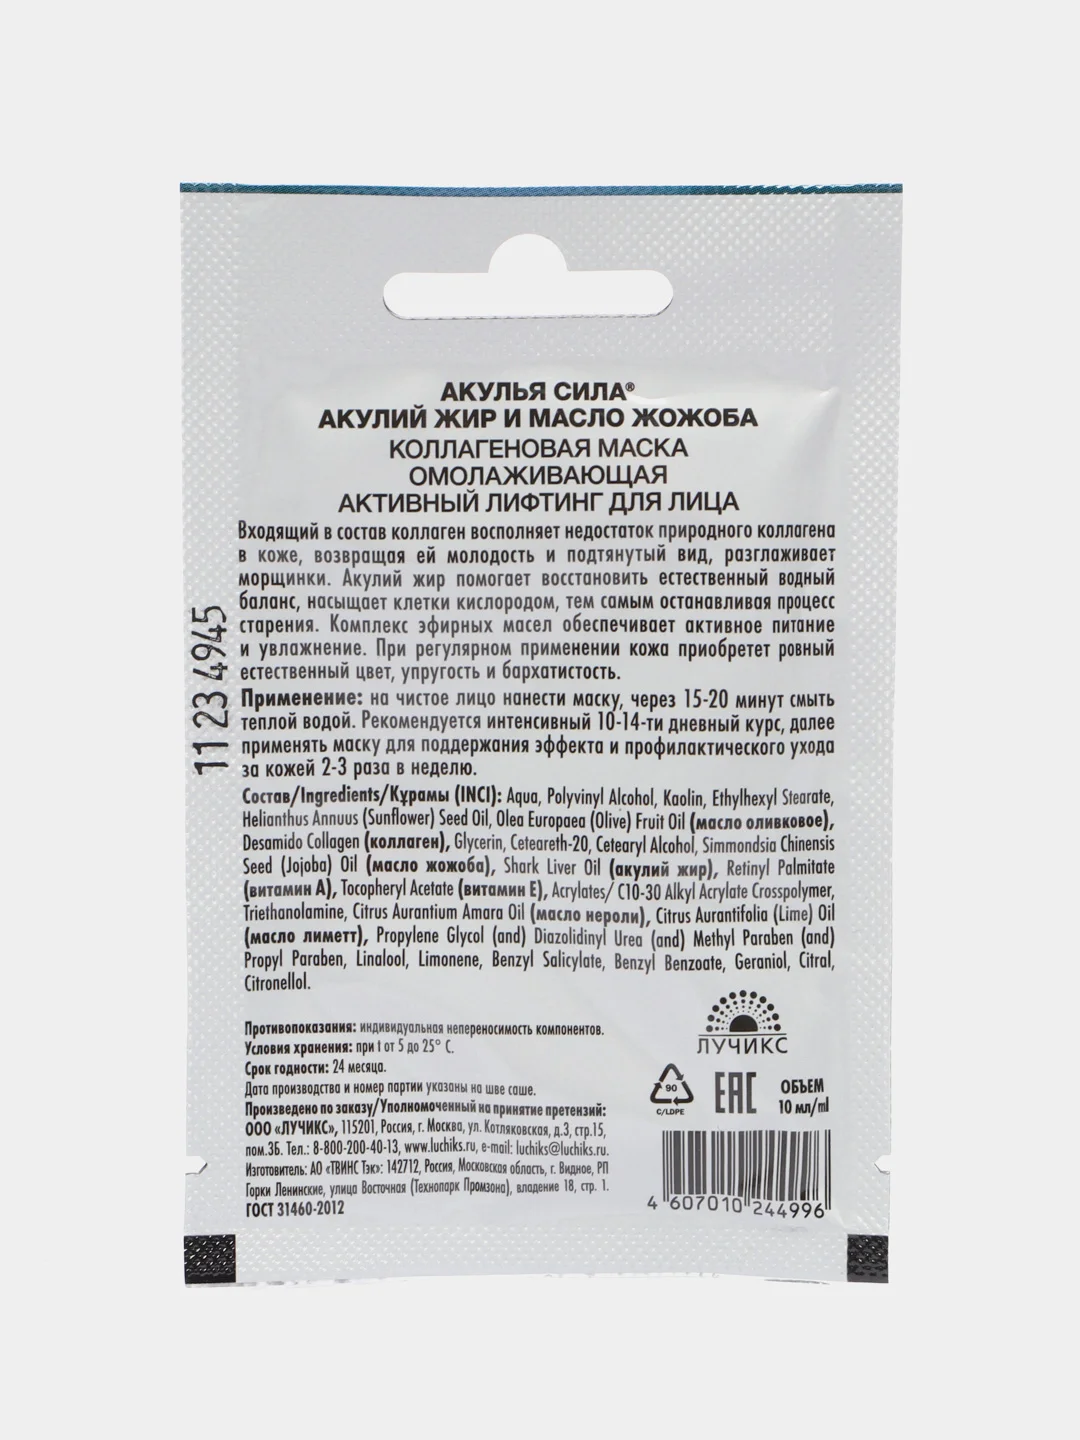 АКУЛЬЯ СИЛА®
АКУЛИЙ ЖИР И МАСЛО ЖОЖОБА
КОЛЛАГЕНОВАЯ МАСКА
ОМОЛАЖИВАЮЩАЯ
АКТИВНЫЙ ЛИФТИНГ ДЛЯ ЛИЦА
Входящий в состав коллаген восполняет недостаток природного коллагена
в коже, возвращая ей молодость и подтянутый вид, разглаживает
морщинки. Акулий жир помогает восстановить естественный водный
баланс, насыщает клетки кислородом, тем самым останавливая процесс
старения. Комплекс эфирных масел обеспечивает активное питание
и увлажнение. При регулярном применении кожа приобретет ровный
естественный цвет, упругость и бархатистость.
Применение: на чистое лицо нанести маску, через 15-20 минут смыть
теплой водой. Рекомендуется интенсивный 10-14-ти дневный курс, далее
применять маску для поддержания эффекта и профилактического ухода
за кожей 2-3 раза в неделю.
Состав/Ingredients/Құрамы (INCI): Aqua, Polyvinyl Alcohol, Kaolin, Ethylhexyl Stearate,
Helianthus Annuus (Sunflower) Seed Oil, Olea Europaea (Olive) Fruit Oil (масло оливковое),
Desamido Collagen (коллаген), Glycerin, Ceteareth-20, Cetearyl Alcohol, Simmondsia Chinensis
Seed (Jojoba) Oil (масло жожоба), Shark Liver Oil (акулий жир), Retinyl Palmitate
(витамин А), Tocopheryl Acetate (витамин Е), Acrylates/ C10-30 Alkyl Acrylate Crosspolymer,
Triethanolamine, Citrus Aurantium Amara Oil (масло нероли), Citrus Aurantifolia (Lime) Oil
(масло лиметт), Propylene Glycol (and) Diazolidinyl Urea (and) Methyl Paraben (and)
Propyl Paraben, Linalool, Limonene, Benzyl Salicylate, Benzyl Benzoate, Geraniol, Citral,
Citronellol.
11 23 4945
Противопоказания: индивидуальная непереносимость компонентов.
Условия хранения: при t от 5 до 25° С.
Срок годности: 24 месяца.
Дата производства и номер партии указаны на шве саше.
Произведено по заказу/Уполномоченный на принятие претензий:
ООО «ЛУЧИКС», 115201, Россия, г. Москва, ул. Котляковская, д.3, стр.15,
пом.3Б. Тел.: 8-800-200-40-13, www.luchiks.ru, e-mail: luchiks@luchiks.ru.
Изготовитель: АО «ТВИНС Тэк»: 142712, Россия, Московская область, г. Видное, РП
Горки Ленинские, улица Восточная (Технопарк Промзона), владение 18, стр. 1.
ГОСТ 31460-2012
ЛУЧИКС
90
C/LDPE
EAC
ОБЪЕМ
10 мл/ml
4 607010 244996